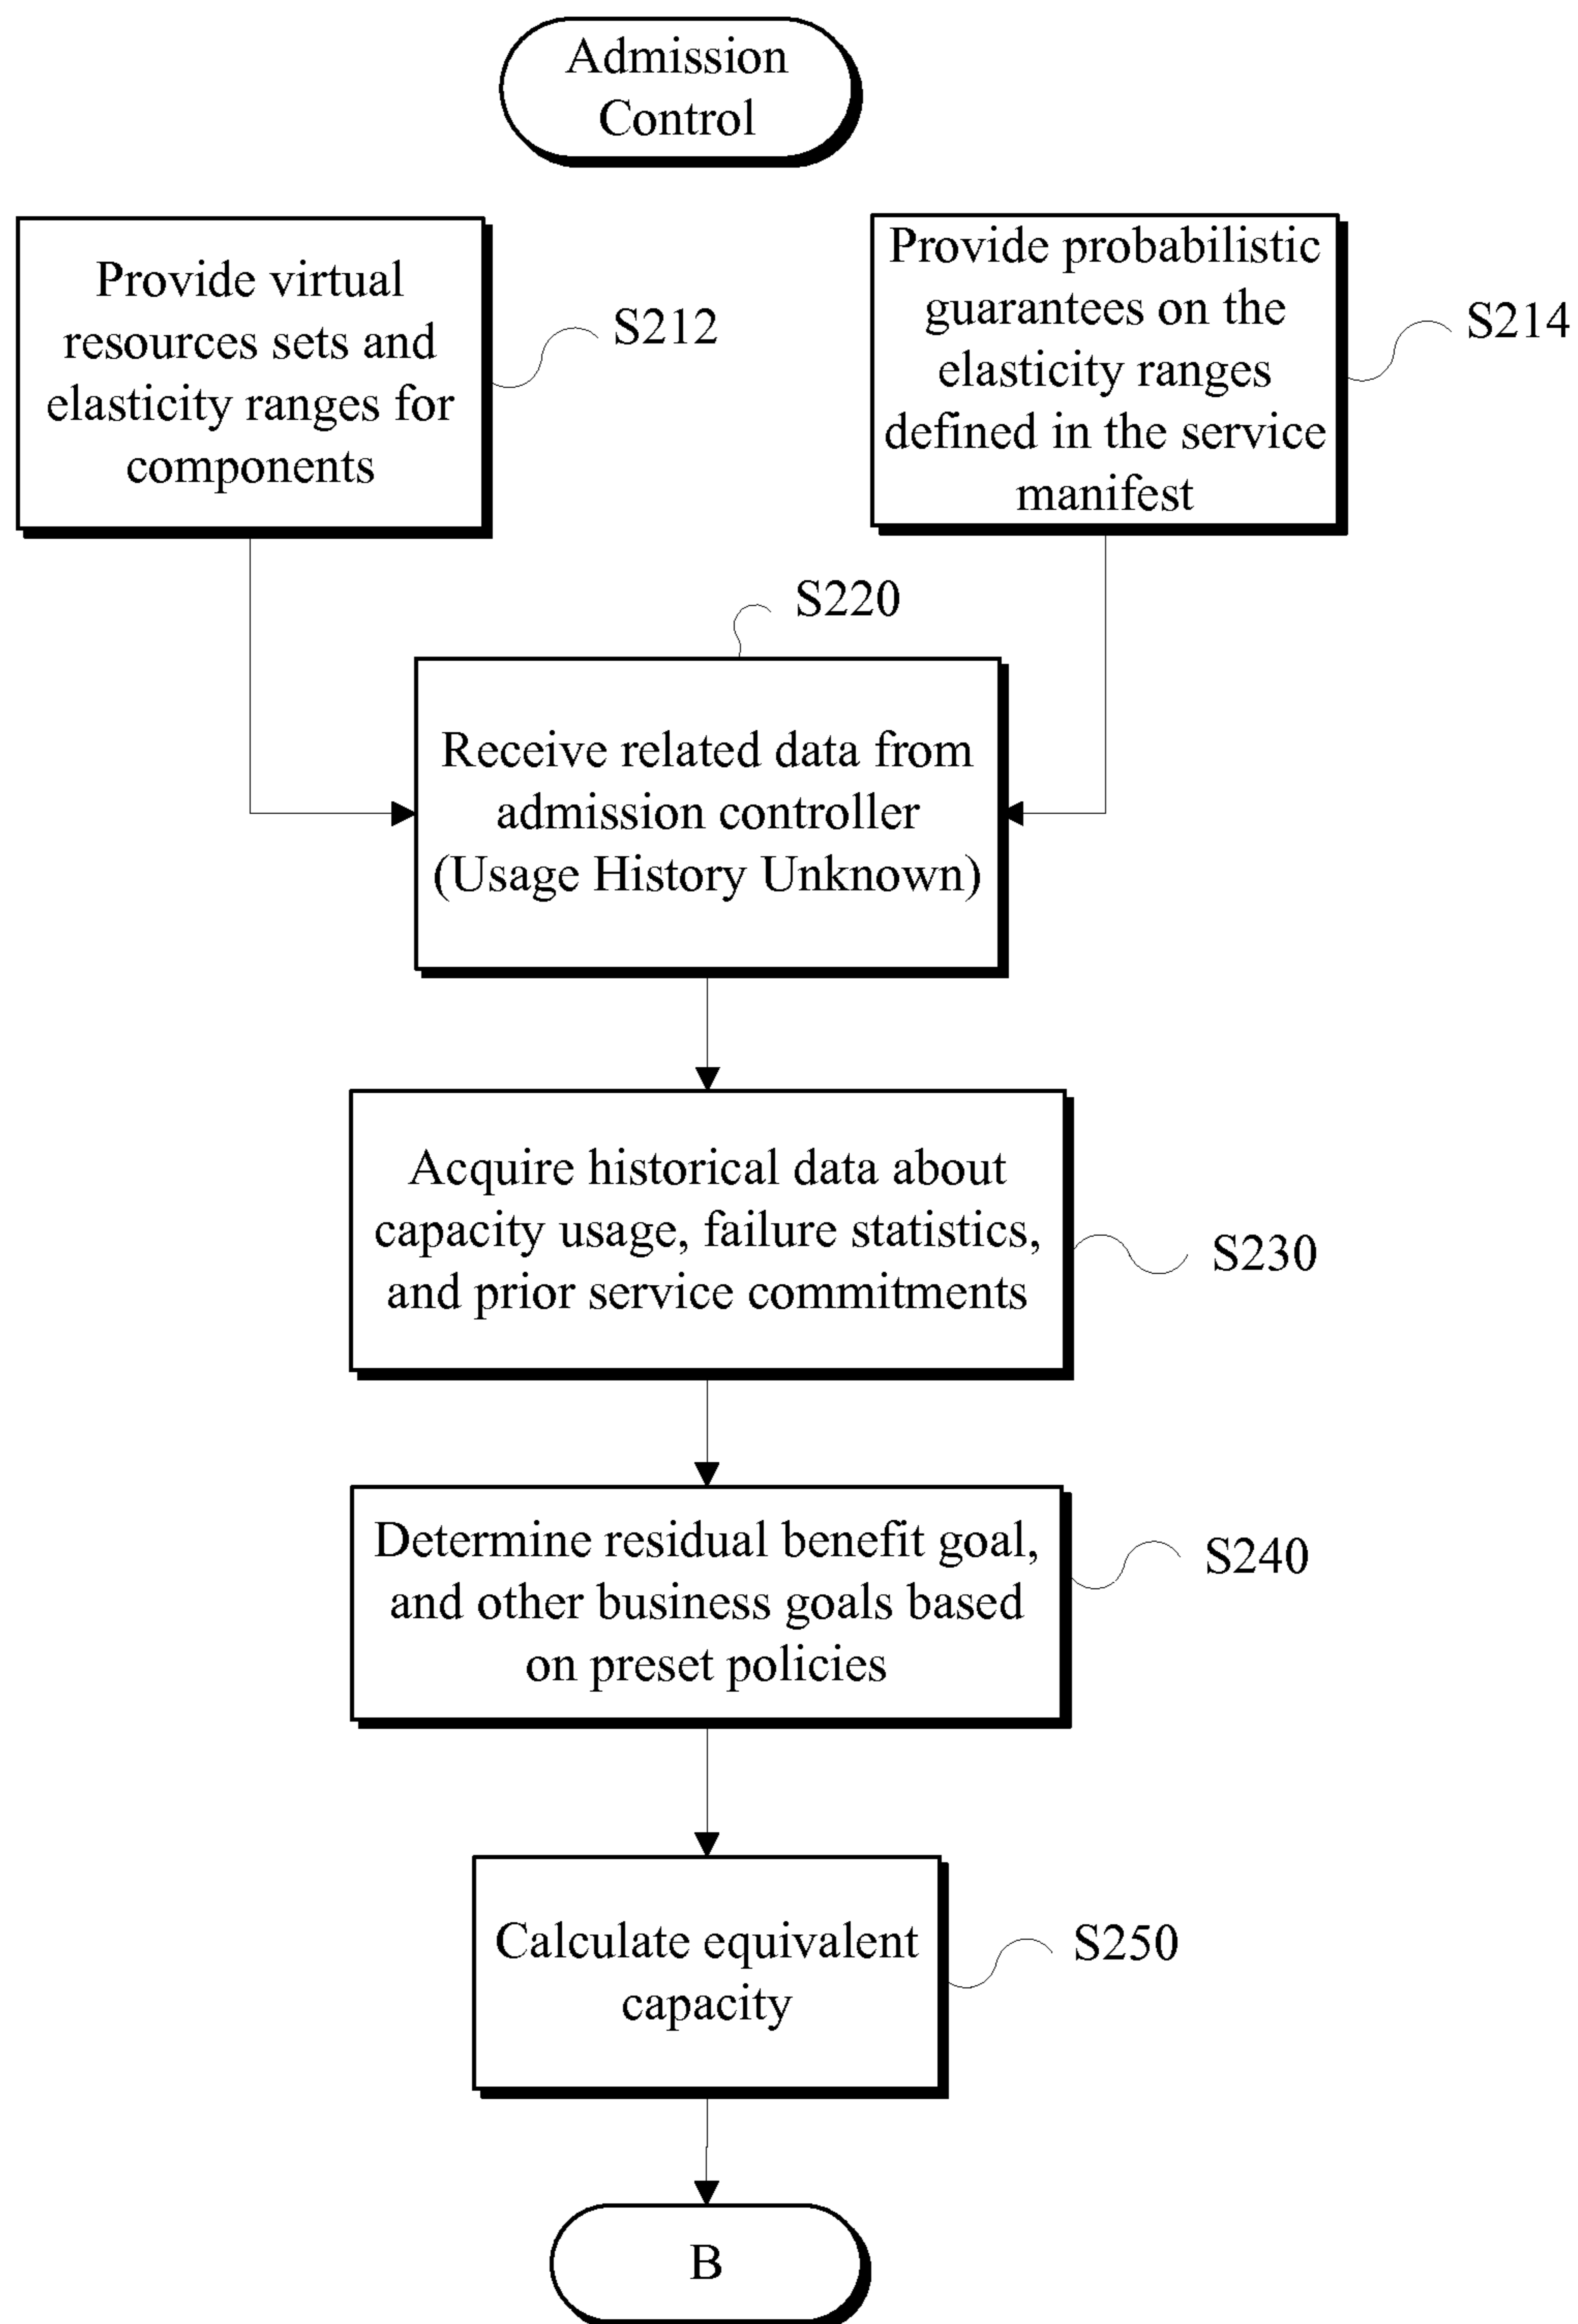 Admission
Control
Provide virtual
resources sets and
elasticity ranges for
components
S212
Provide probabilistic
guarantees on the
elasticity ranges
defined in the service
manifest
S214
S220
Receive related data from
admission controller
(Usage History Unknown)
Acquire historical data about
capacity usage, failure statistics,
and prior service commitments
S230
Determine residual benefit goal,
and other business goals based
on preset policies
S240
Calculate equivalent
capacity
S250
B